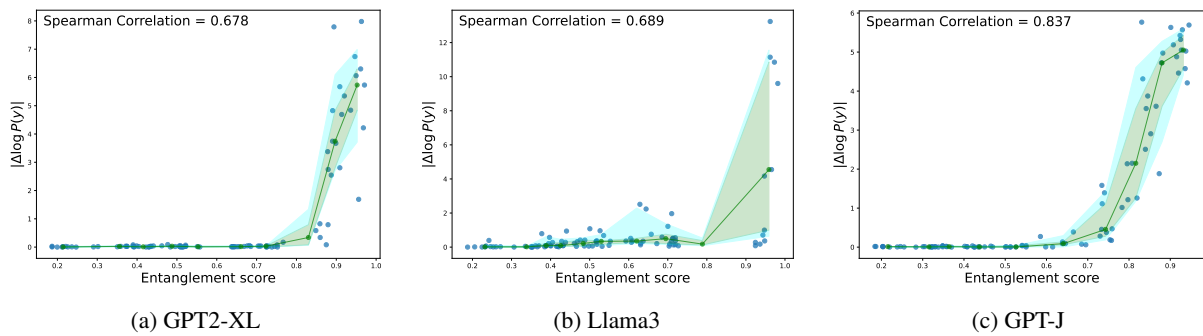 Spearman Correlation = 0.678
|Δlog P(y)|
8
7
6
5
4
3
2
1
0
0.2 0.3 0.4 0.5 0.6 0.7 0.8 0.9 1.0
Entanglement score
(a) GPT2-XL
Spearman Correlation = 0.689
|Δlog P(y)|
12
10
8
6
4
2
0
0.2 0.3 0.4 0.5 0.6 0.7 0.8 0.9 1.0
Entanglement score
(b) Llama3
Spearman Correlation = 0.837
|Δlog P(y)|
6
5
4
3
2
1
0
0.2 0.3 0.4 0.5 0.6 0.7 0.8 0.9
Entanglement score
(c) GPT-J